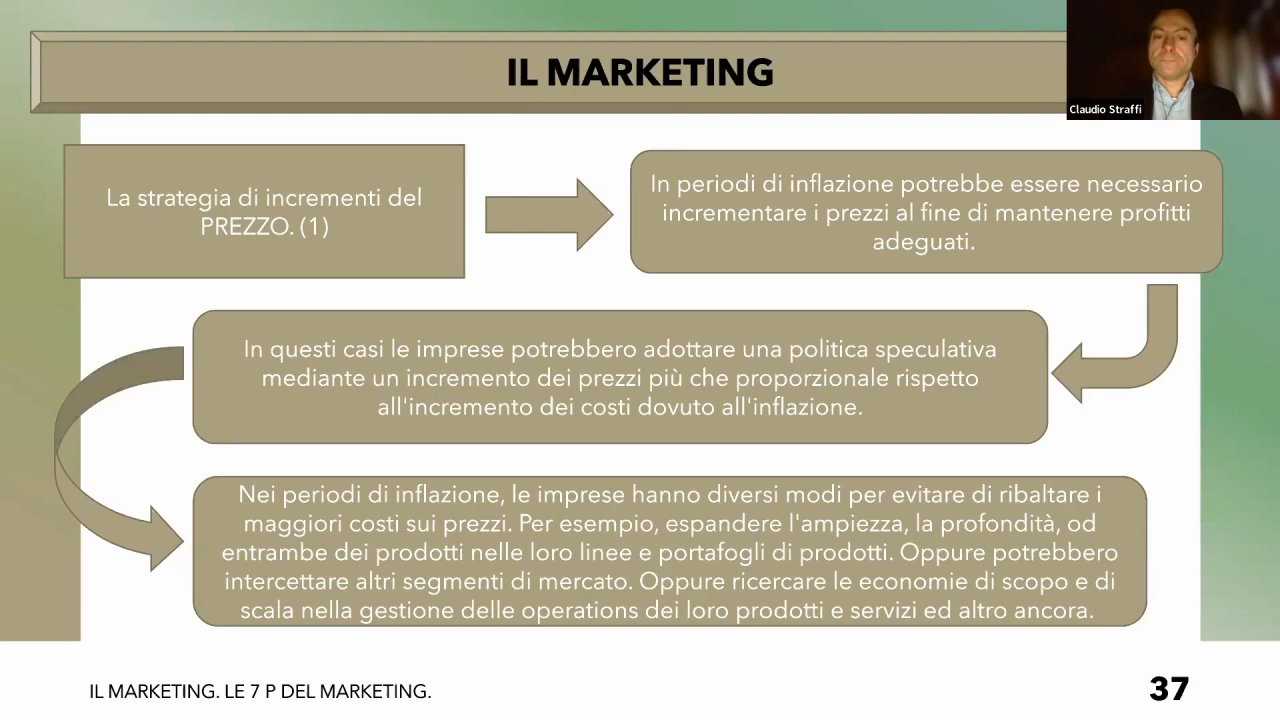 IL MARKETING
Claudio Straffi
La strategia di incrementi del
PREZZO. (1)
In periodi di inflazione potrebbe essere necessario
incrementare i prezzi al fine di mantenere profitti
adeguati.
In questi casi le imprese potrebbero adottare una politica speculativa
mediante un incremento dei prezzi più che proporzionale rispetto
all'incremento dei costi dovuto all'inflazione.
Nei periodi di inflazione, le imprese hanno diversi modi per evitare di ribaltare i
maggiori costi sui prezzi. Per esempio, espandere l'ampiezza, la profondità, od
entrambe dei prodotti nelle loro linee e portafogli di prodotti. Oppure potrebbero
intercettare altri segmenti di mercato. Oppure ricercare le economie di scopo e di
scala nella gestione delle operations dei loro prodotti e servizi ed altro ancora.
IL MARKETING. LE 7 P DEL MARKETING.
37